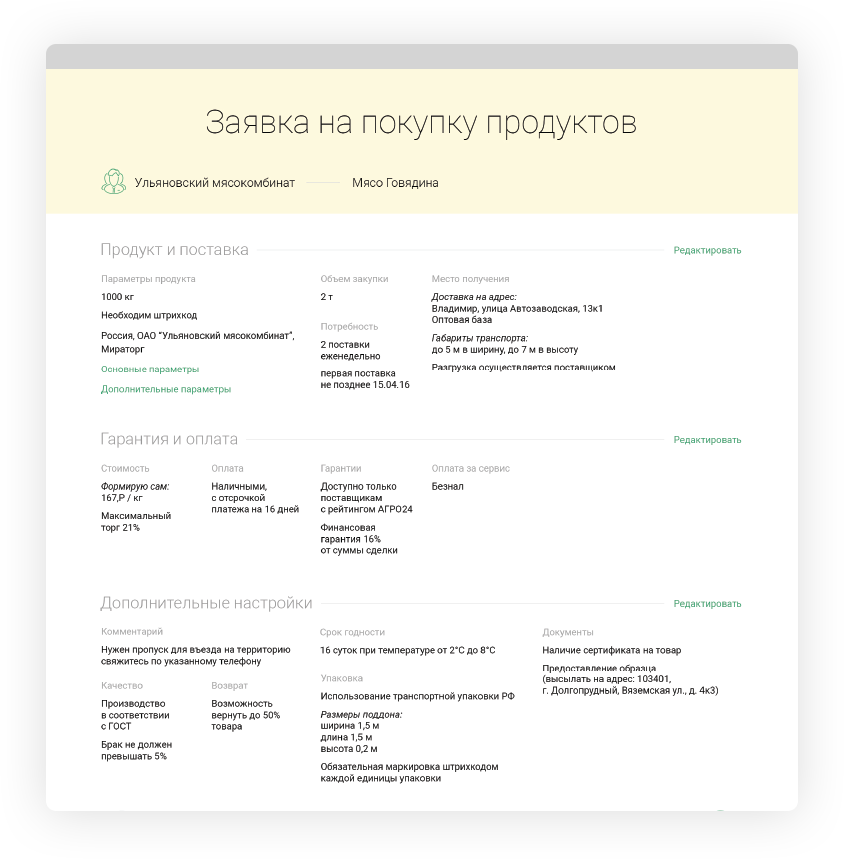 Заявка на покупку продуктов
Ульяновский мясокомбинат
Мясо Говядина
Продукт и поставка
Редактировать
Параметры продукта
1000 кг
Необходим штрихкод
Россия, ОАО “Ульяновский мясокомбинат”,
Мираторг
Основные параметры
Дополнительные параметры
Объем закупки
2 т
Потребность
2 поставки
еженедельно
первая поставка
не позднее 15.04.16
Место получения
Доставка на адрес:
Владимир, улица Автозаводская, 13к1
Оптовая база
Габариты транспорта:
до 5 м в ширину, до 7 м в высоту
Разгрузка осуществляется поставщиком
Гарантия и оплата
Редактировать
Стоимость
Формирую сам:
167,Р / кг
Максимальный
торг 21%
Оплата
Наличными,
с отсрочкой
платежа на 16 дней
Гарантии
Доступно только
поставщикам
с рейтингом АГРО24
Финансовая
гарантия 16%
от суммы сделки
Оплата за сервис
Безнал
Дополнительные настройки
Редактировать
Комментарий
Нужен пропуск для въезда на территорию
свяжитесь по указанному телефону
Качество
Производство
в соответствии
с ГОСТ
Брак не должен
превышать 5%
Возврат
Возможность
вернуть до 50%
товара
Срок годности
16 суток при температуре от 2°С до 8°С
Упаковка
Использование транспортной упаковки РФ
Размеры поддона:
ширина 1,5 м
длина 1,5 м
высота 0,2 м
Обязательная маркировка штрихкодом
каждой единицы упаковки
Документы
Наличие сертификата на товар
Предоставление образца
(высылать на адрес: 103401,
г. Долгопрудный, Вяземская ул., д. 4к3)